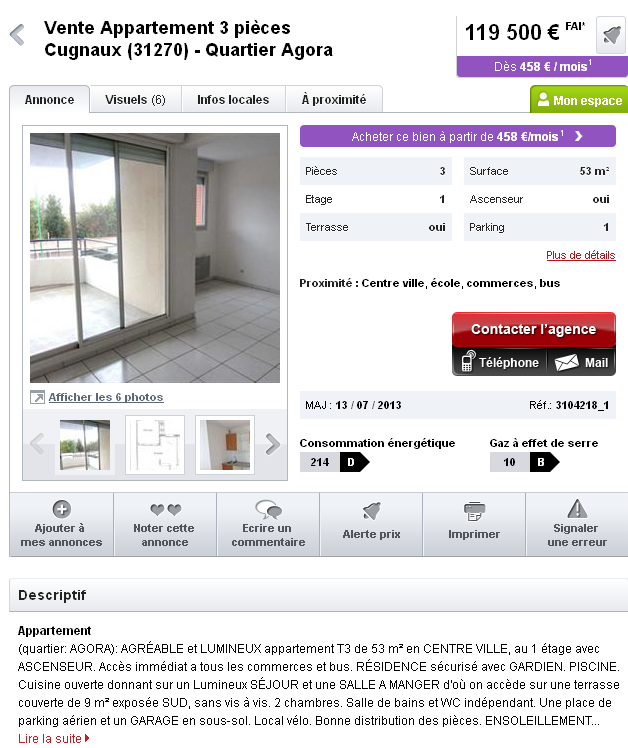 Vente Appartement 3 pièces
Cugnaux (31270) - Quartier Agora
119 500 € FAI*
Dès 458 € / mois1
Annonce
Visuels (6)
Infos locales
À proximité
Mon espace
Acheter ce bien à partir de 458 €/mois1
Pièces 3
Surface 53 m²
Etage 1
Ascenseur oui
Terrasse oui
Parking 1
Plus de détails
Proximité : Centre ville, école, commerces, bus
Contacter l'agence
Téléphone
Mail
Afficher les 6 photos
MAJ : 13 / 07 / 2013
Réf.: 3104218_1
Consommation énergétique
214 D
Gaz à effet de serre
10 B
Ajouter à
mes annonces
Noter cette
annonce
Ecrire un
commentaire
Alerte prix
Imprimer
Signaler
une erreur
Descriptif
Appartement
(quartier: AGORA): AGRÉABLE et LUMINEUX appartement T3 de 53 m² en CENTRE VILLE, au 1 étage avec
ASCENSEUR. Accès immédiat a tous les commerces et bus. RÉSIDENCE sécurisé avec GARDIEN. PISCINE.
Cuisine ouverte donnant sur un Lumineux SÉJOUR et une SALLE A MANGER d'où on accède sur une terrasse
couverte de 9 m² exposée SUD, sans vis à vis. 2 chambres. Salle de bains et WC indépendant. Une place de
parking aérien et un GARAGE en sous-sol. Local vélo. Bonne distribution des pièces. ENSOLEILLEMENT...
Lire la suite